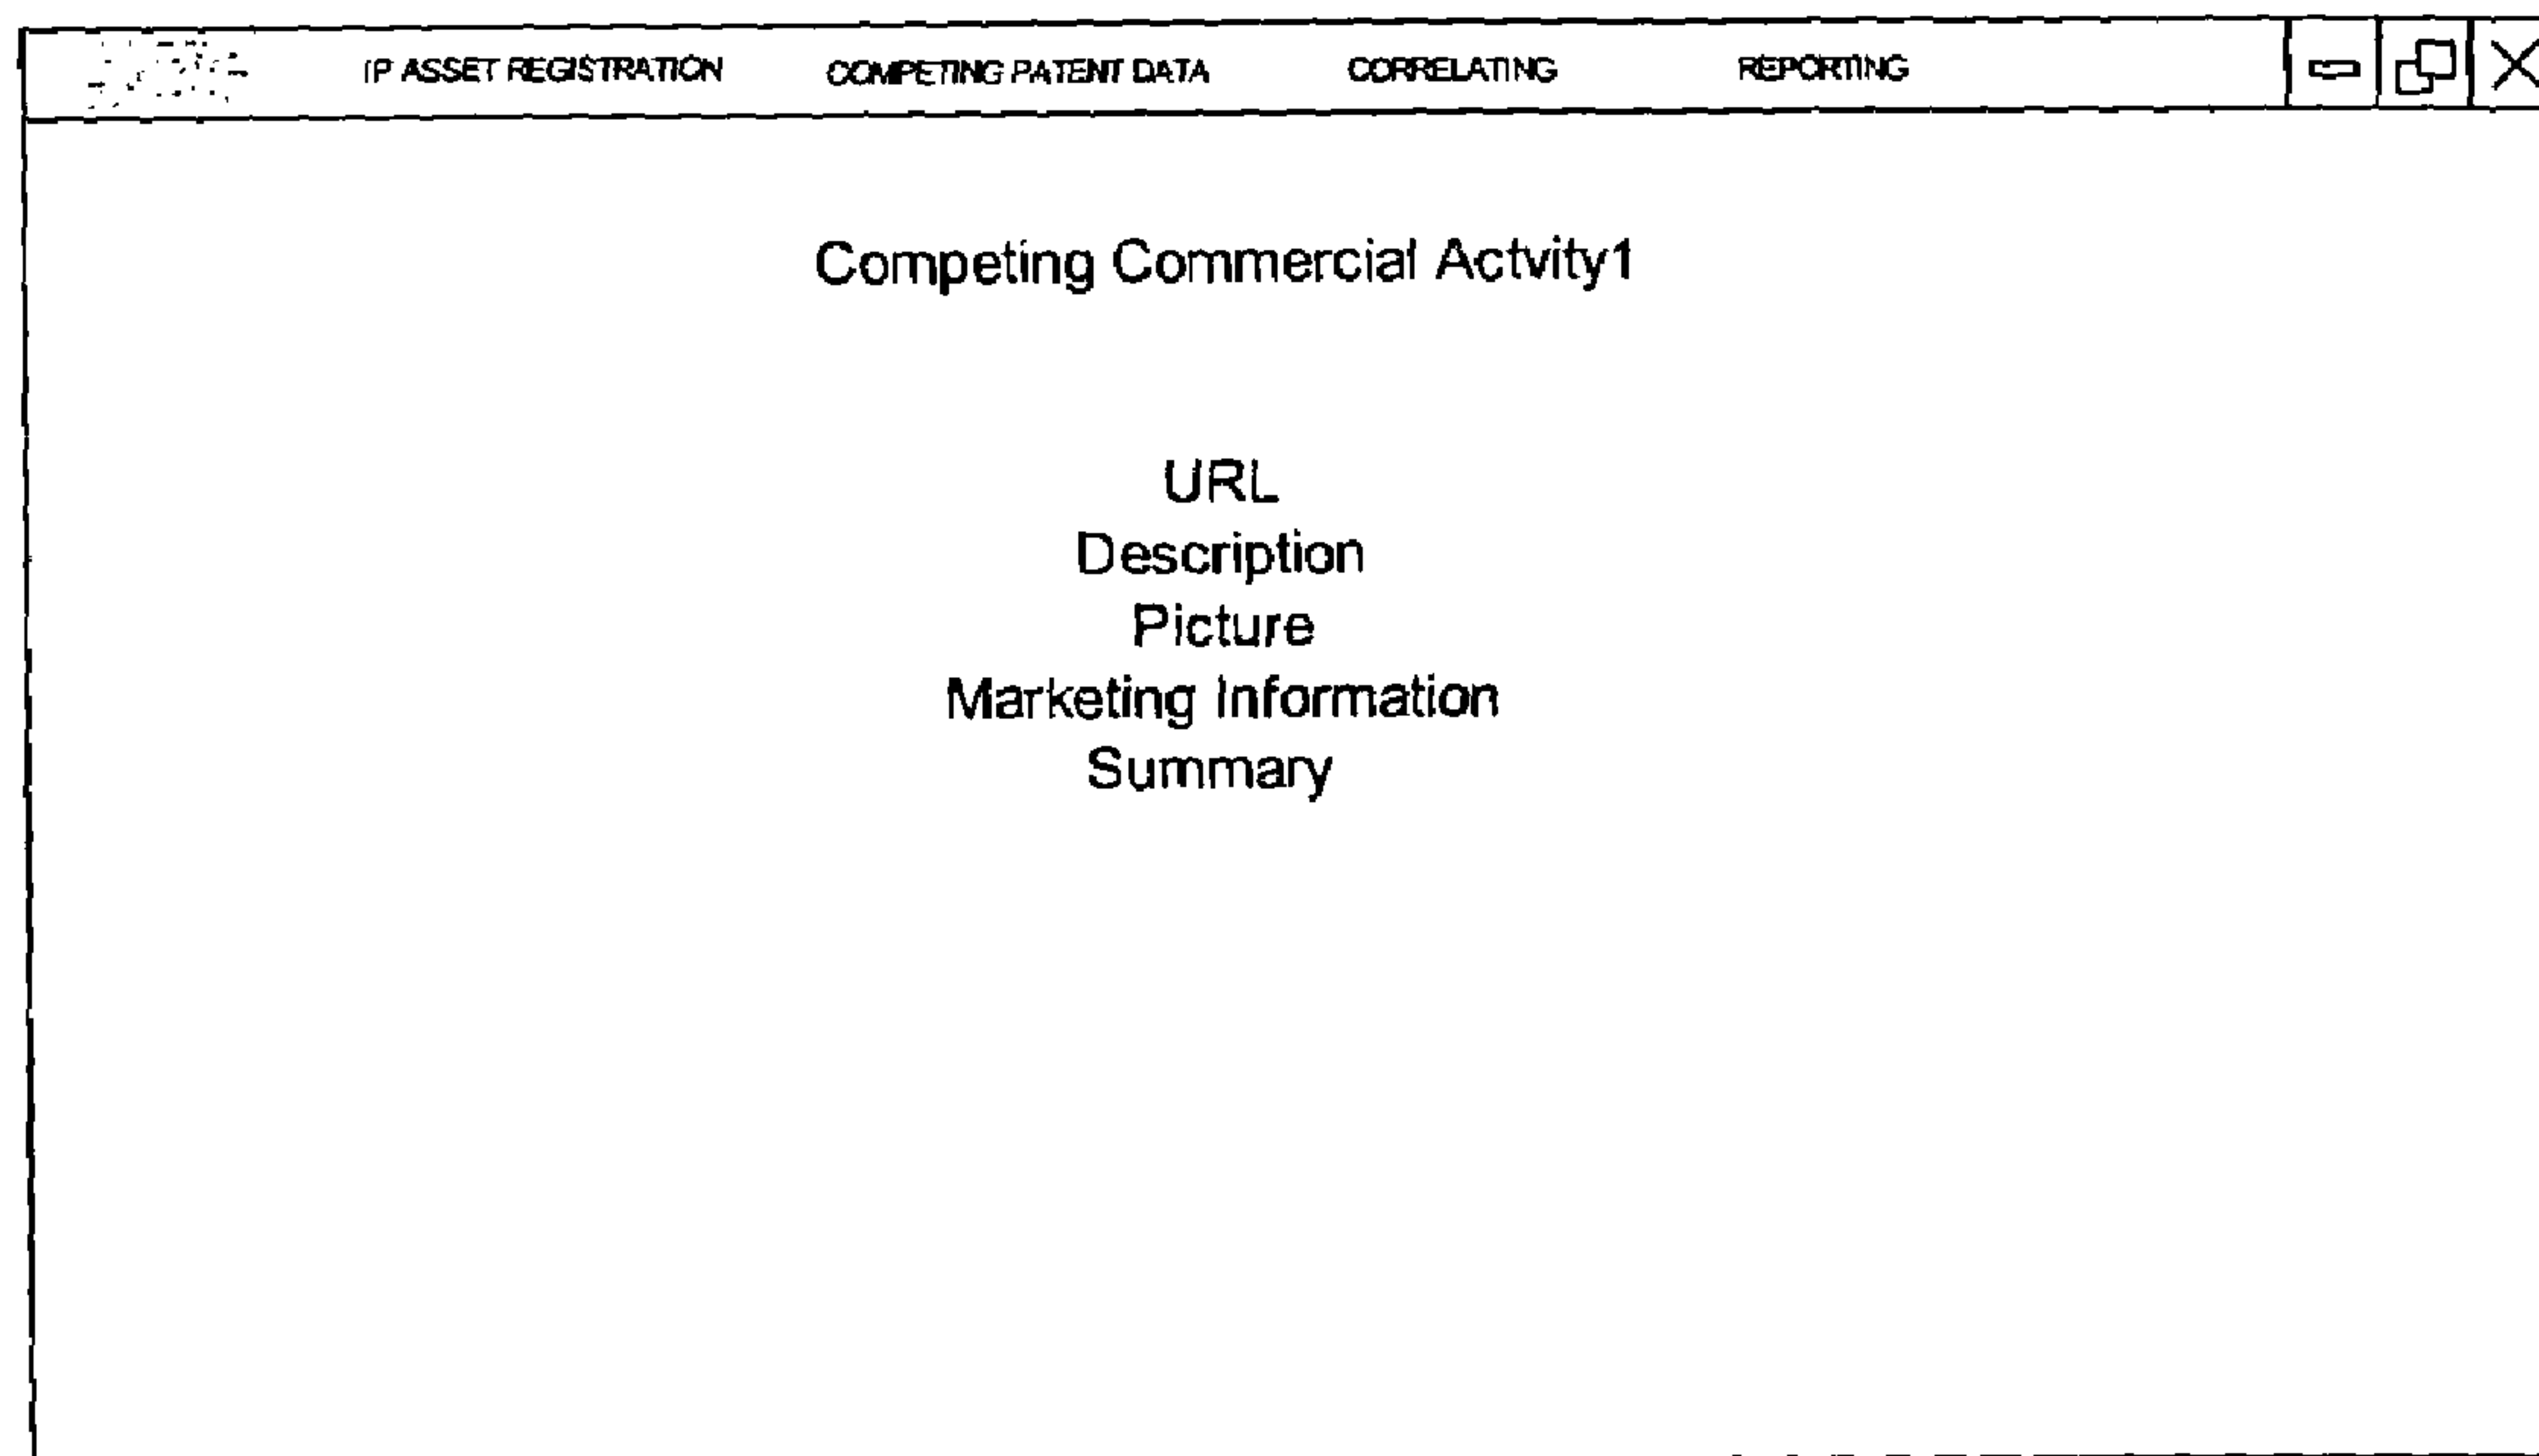 IP ASSET REGISTRATION COMPETING PATENT DATA CORRELATING REPORTING
Competing Commercial Actvity1
URL
Description
Picture
Marketing Information
Summary